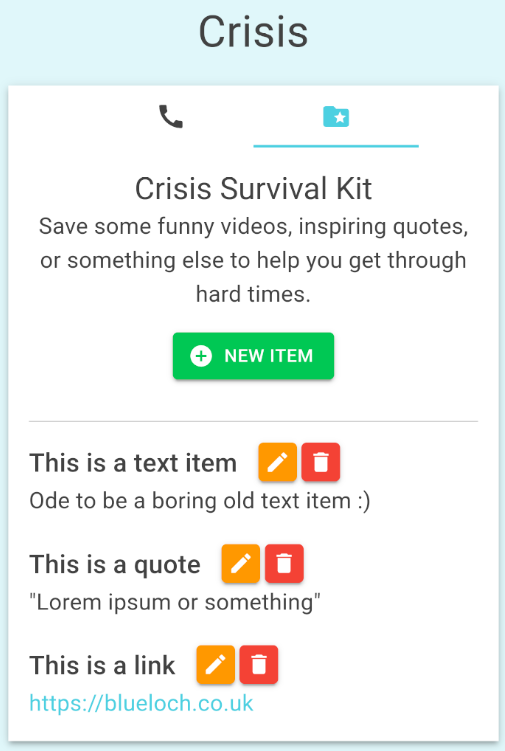 Crisis
Crisis Survival Kit
Save some funny videos, inspiring quotes,
or something else to help you get through
hard times.
NEW ITEM
This is a text item
Ode to be a boring old text item :)
This is a quote
"Lorem ipsum or something"
This is a link
https://blueloch.co.uk